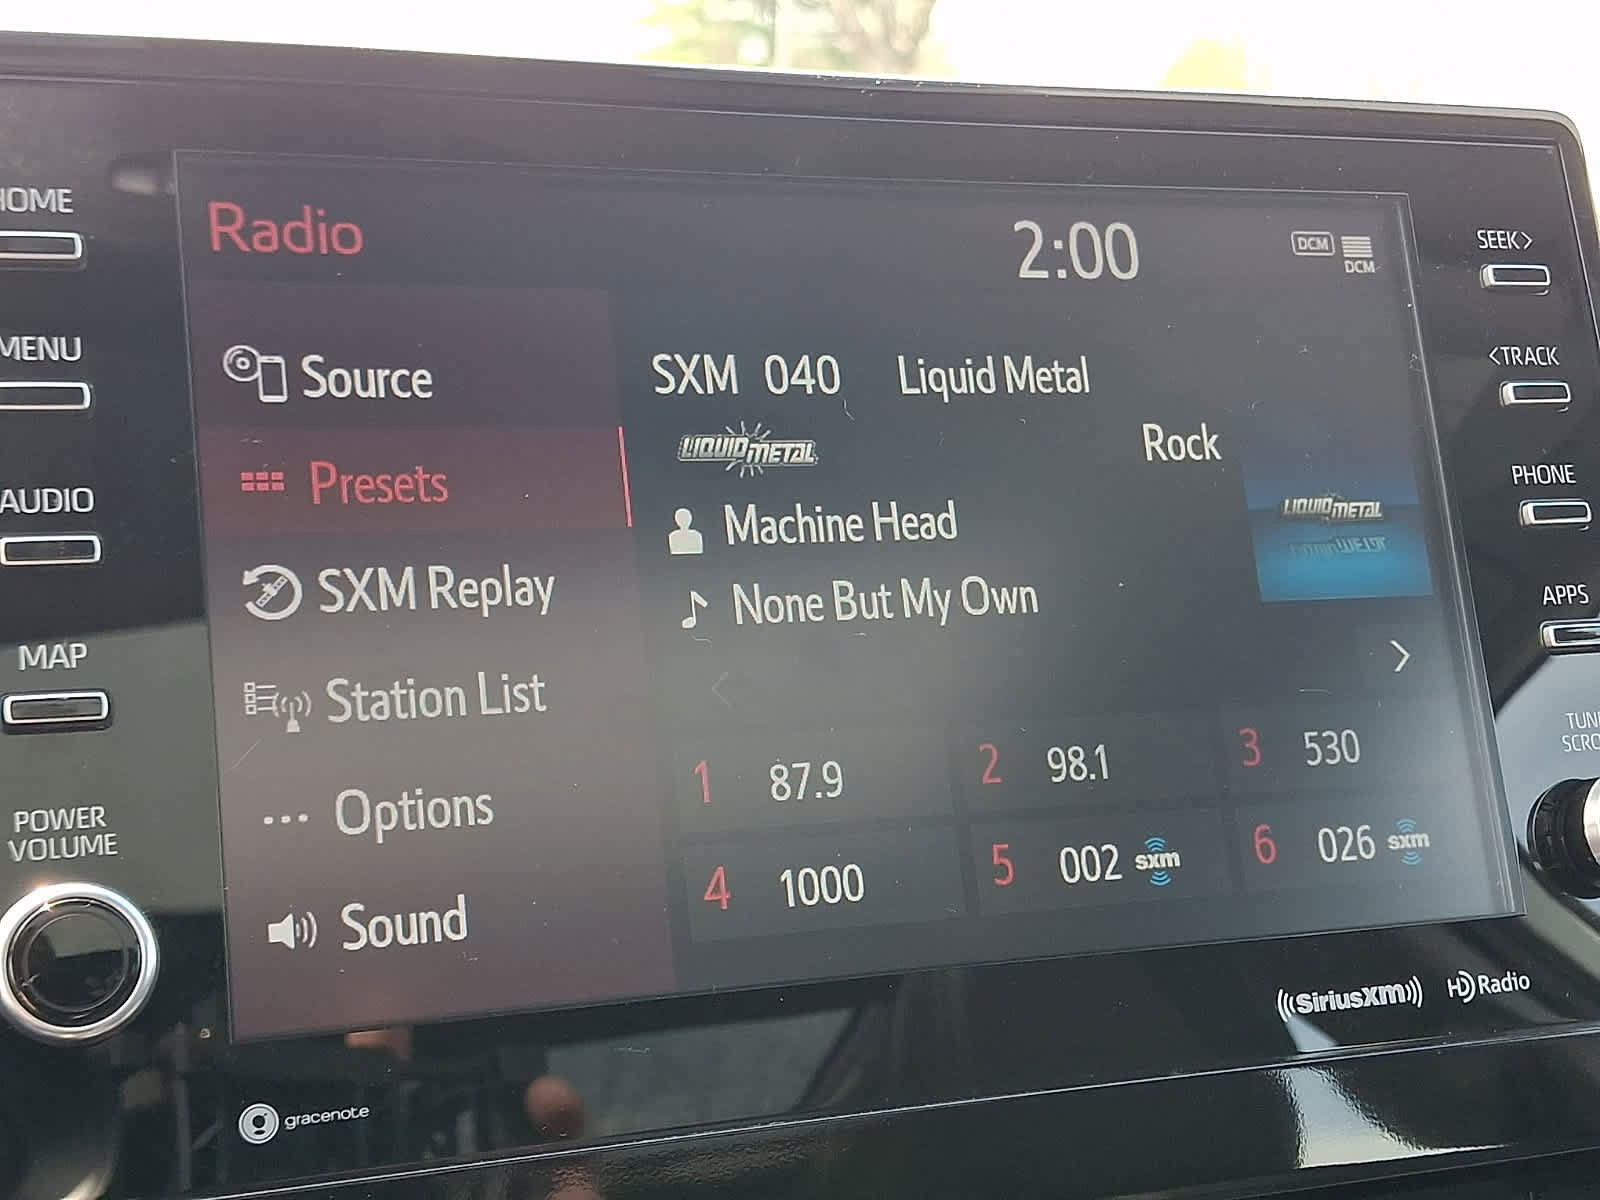 HOME
MENU
AUDIO
MAP
POWER
VOLUME
Radio
2:00
DCM
DCM
Source
Presets
SXM Replay
Station List
Options
Sound
SXM 040 Liquid Metal
LIQUID METAL
Rock
Machine Head
None But My Own
LIQUID METAL
1 87.9
2 98.1
3 530
4 1000
5 002 sxm
6 026 sxm
SEEK>
<TRACK
PHONE
APPS
TUNE
SCRO
((SiriusXM))
HD Radio
gracenote